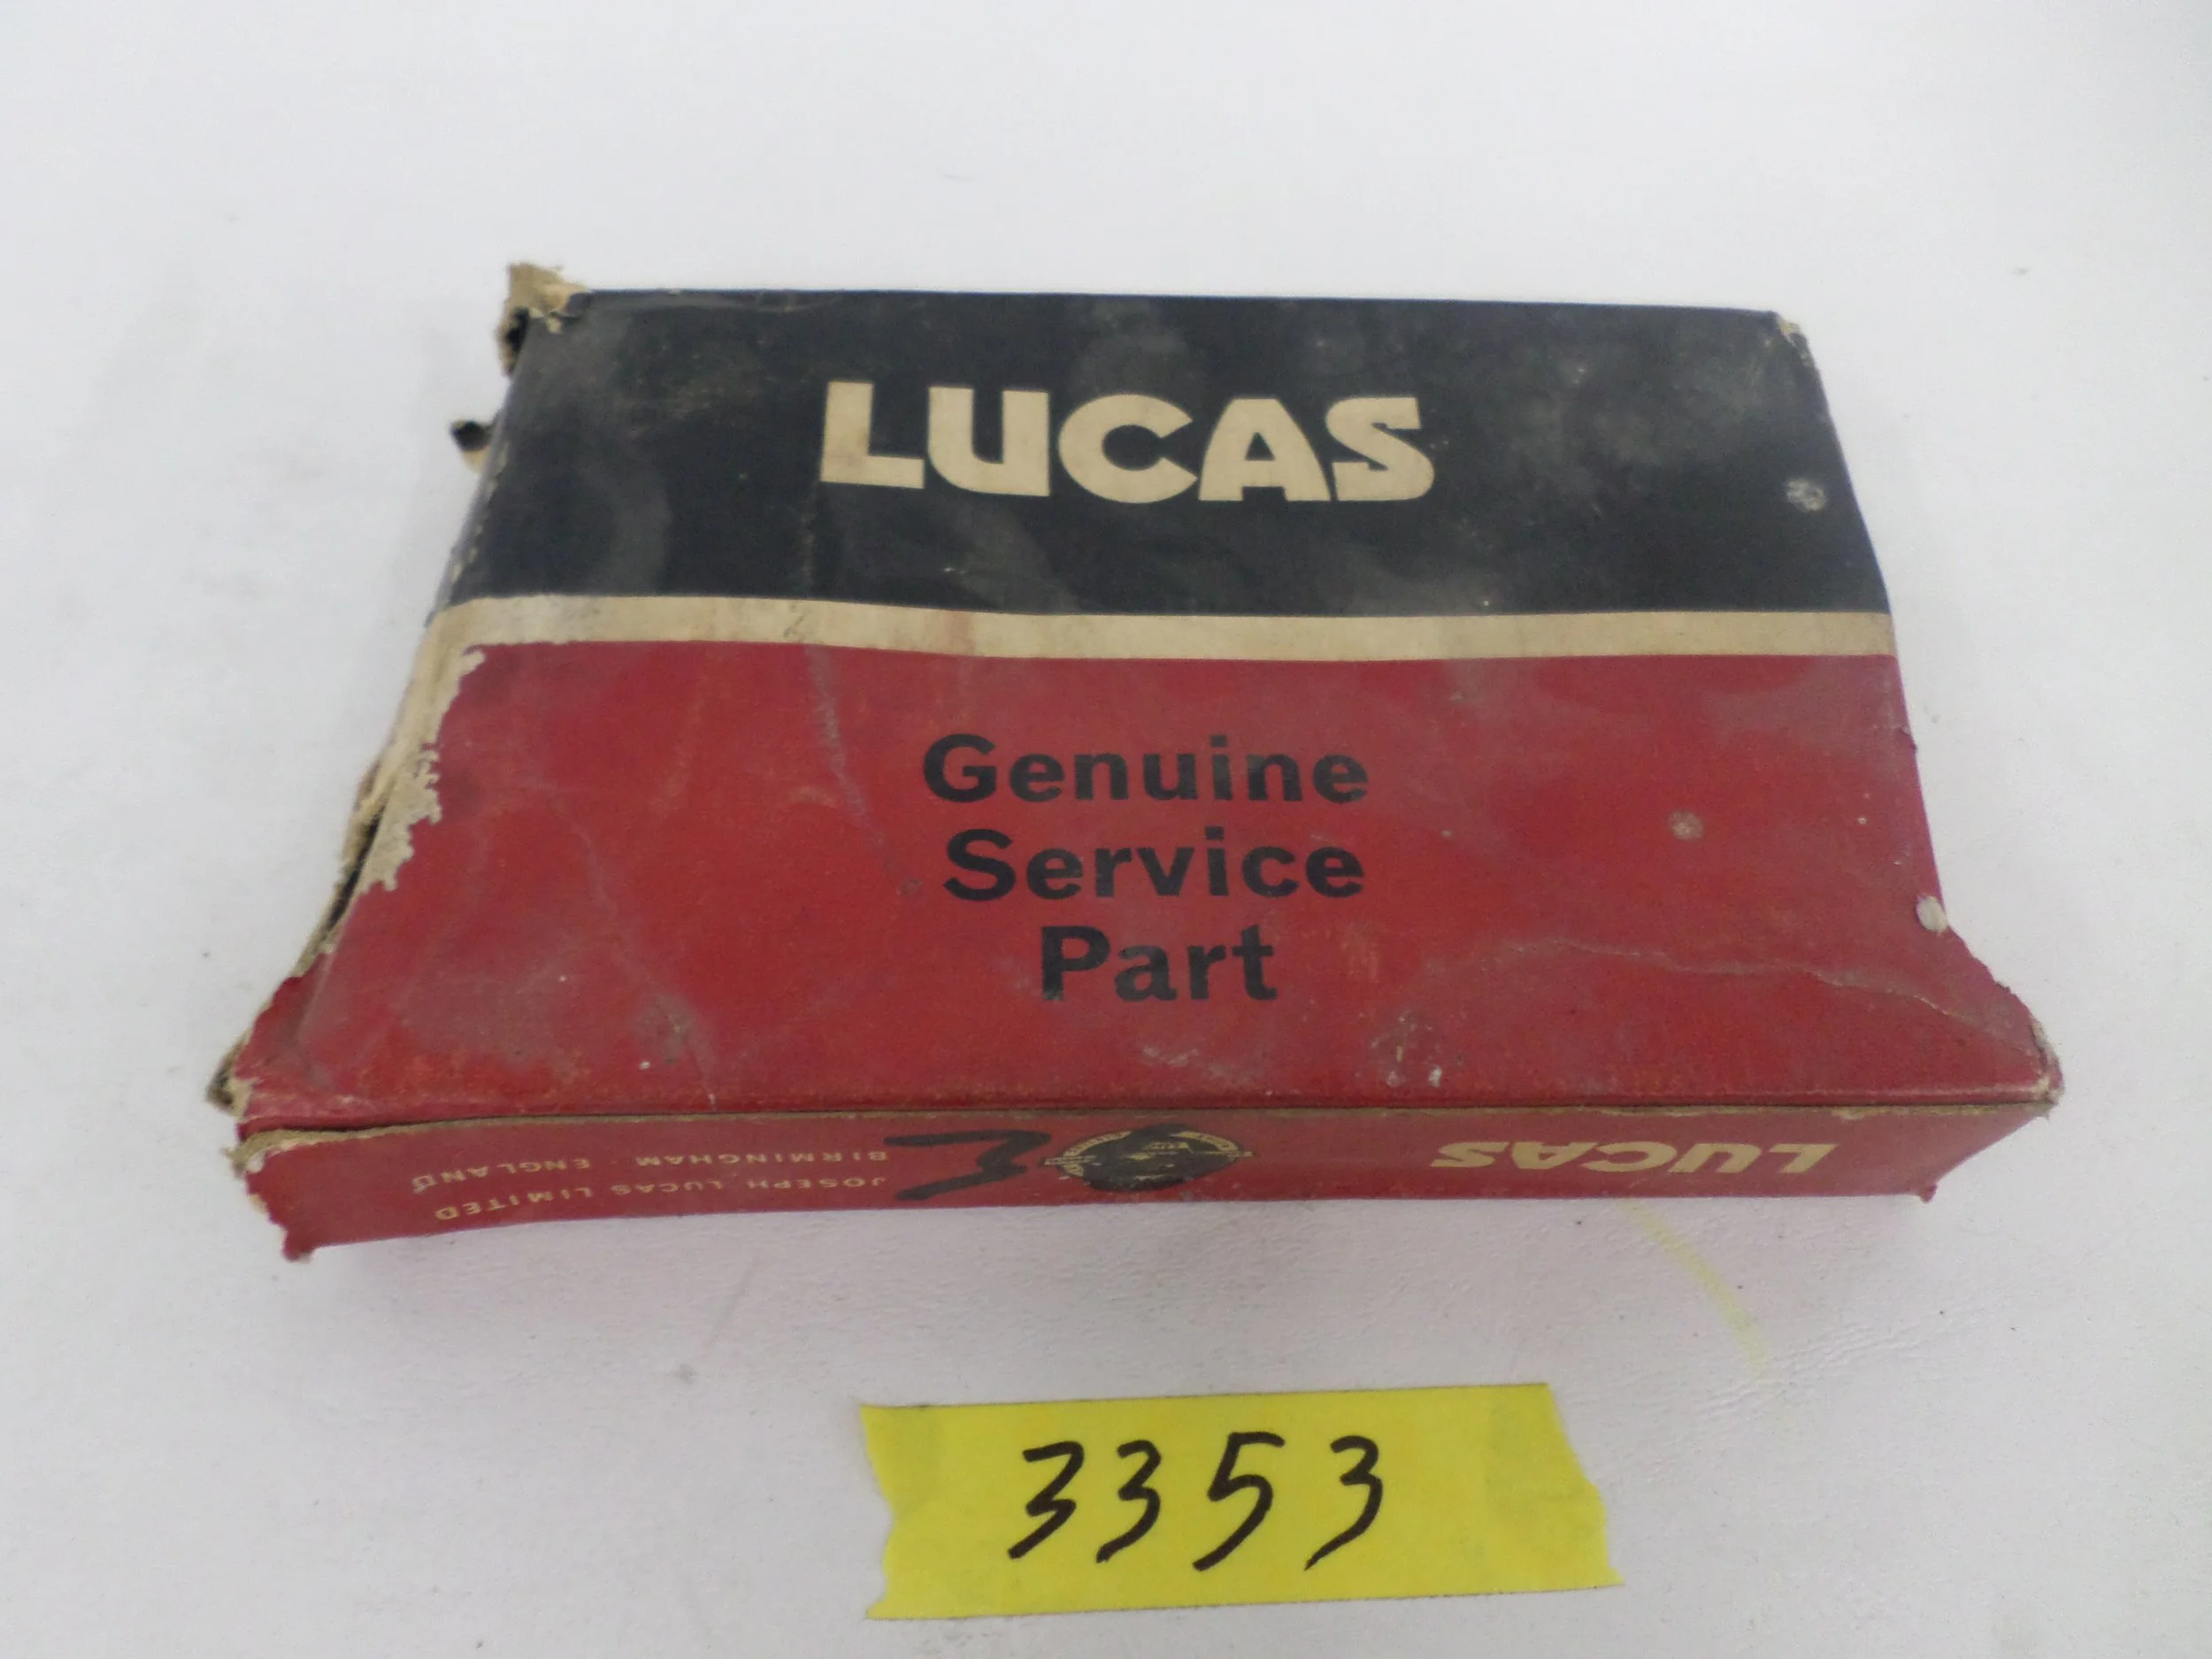 LUCAS
Genuine
Service
Part
LUCAS
JOSEPH LUCAS LIMITED
BIRMINGHAM · ENGLAND
3353